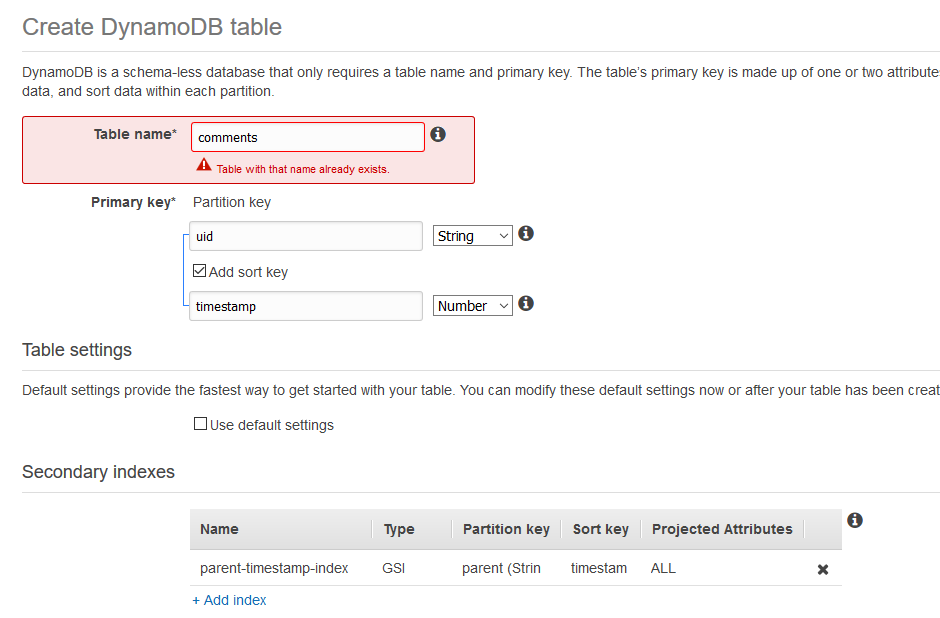 Create DynamoDB table
DynamoDB is a schema-less database that only requires a table name and primary key. The table's primary key is made up of one or two attributes
data, and sort data within each partition.
Table name* comments
Table with that name already exists.
Primary key* Partition key
uid String
Add sort key
timestamp Number
Table settings
Default settings provide the fastest way to get started with your table. You can modify these default settings now or after your table has been creat
Use default settings
Secondary indexes
Name Type Partition key Sort key Projected Attributes
parent-timestamp-index GSI parent (Strin timestam ALL
+ Add index